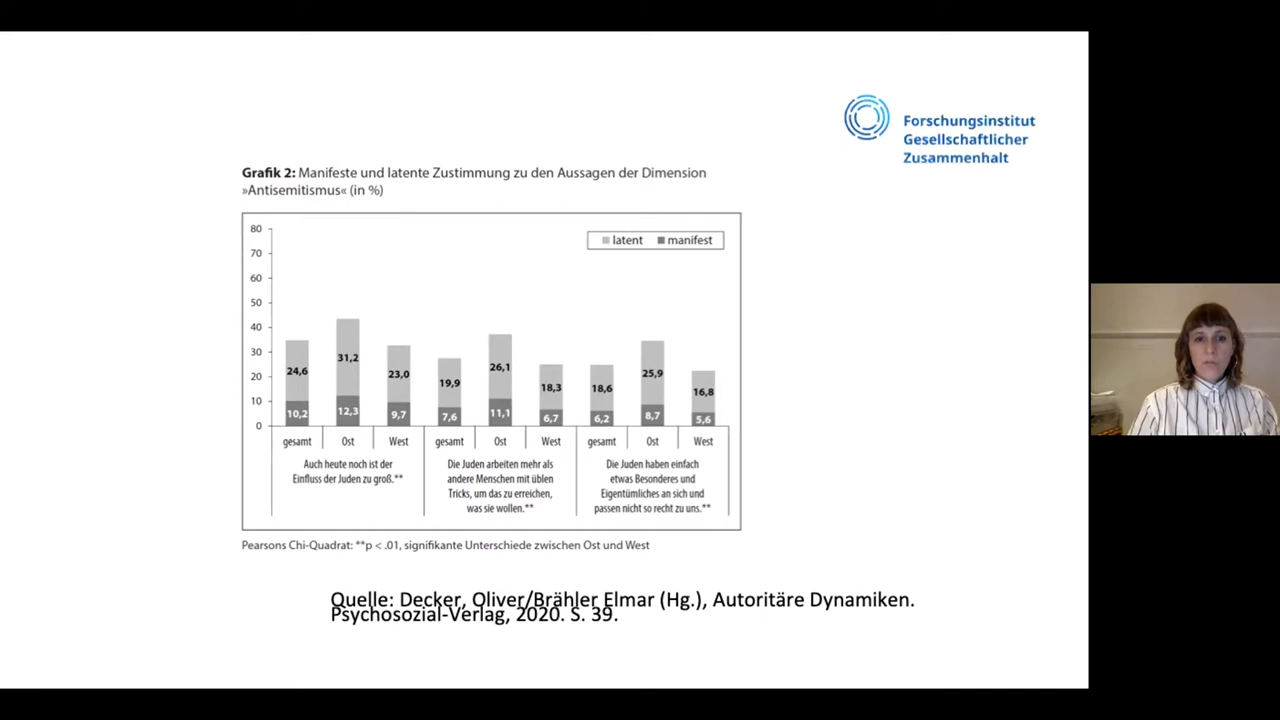 Forschungsinstitut
Gesellschaftlicher
Zusammenhalt
Grafik 2: Manifeste und latente Zustimmung zu den Aussagen der Dimension
»Antisemitismus« (in %)
80
70
60
50
40
30
20
10
0
latent manifest
24,6 31,2 23,0 19,9 26,1 18,3 18,6 25,9 16,8
10,2 12,3 9,7 7,6 11,1 6,7 6,2 8,7 5,6
gesamt Ost West gesamt Ost West gesamt Ost West
Auch heute noch ist der
Einfluss der Juden zu groß.**
Die Juden arbeiten mehr als
andere Menschen mit üblen
Tricks, um das zu erreichen,
was sie wollen.**
Die Juden haben einfach
etwas Besonderes und
Eigentümliches an sich und
passen nicht so recht zu uns.**
Pearsons Chi-Quadrat: **p < .01, signifikante Unterschiede zwischen Ost und West
Quelle: Decker, Oliver/Brähler Elmar (Hg.), Autoritäre Dynamiken.
Psychosozial-Verlag, 2020. S. 39.